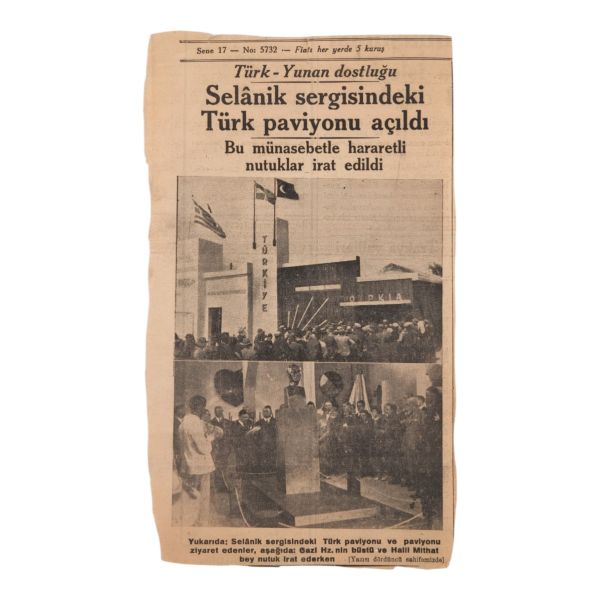 Sene 17 — No: 5732 — Fiatı her yerde 5 kuruş
Türk - Yunan dostluğu
Selânik sergisindeki
Türk paviyonu açıldı
Bu münasebetle hararetli
nutuklar irat edildi
TÜRKİYE
Yukarıda; Selânik sergisindeki Türk paviyonu ve paviyonu
ziyaret edenler, aşağıda: Gazi Hz. nin büstü ve Halil Mithat
bey nutuk irat ederken [Yazısı dördüncü sahifemizde]